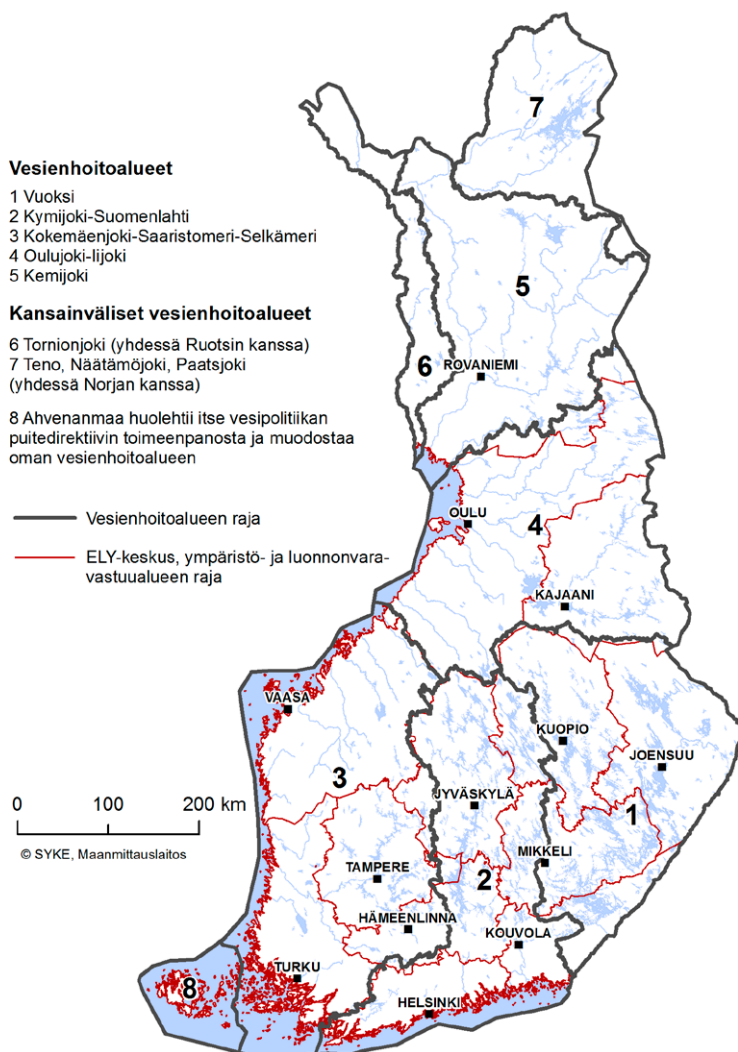 Vesienhoitoalueet
1 Vuoksi
2 Kymijoki-Suomenlahti
3 Kokemäenjoki-Saaristomeri-Selkämeri
4 Oulujoki-Iijoki
5 Kemijoki
Kansainväliset vesienhoitoalueet
6 Tornionjoki (yhdessä Ruotsin kanssa)
7 Teno, Näätämöjoki, Paatsjoki
(yhdessä Norjan kanssa)
8 Ahvenanmaa huolehtii itse vesipolitiikan
puitedirektiivin toimeenpanosta ja muodostaa
oman vesienhoitoalueen
Vesienhoitoalueen raja
ELY-keskus, ympäristö- ja luonnonvara-
vastuualueen raja
0 100 200 km
© SYKE, Maanmittauslaitos
7
5
6
ROVANIEMI
OULU
4
KAJAANI
VAASA
KUOPIO
JOENSUU
3
JYVÄSKYLÄ
1
MIKKELI
TAMPERE
2
HÄMEENLINNA
KOUVOLA
TURKU
8
HELSINKI